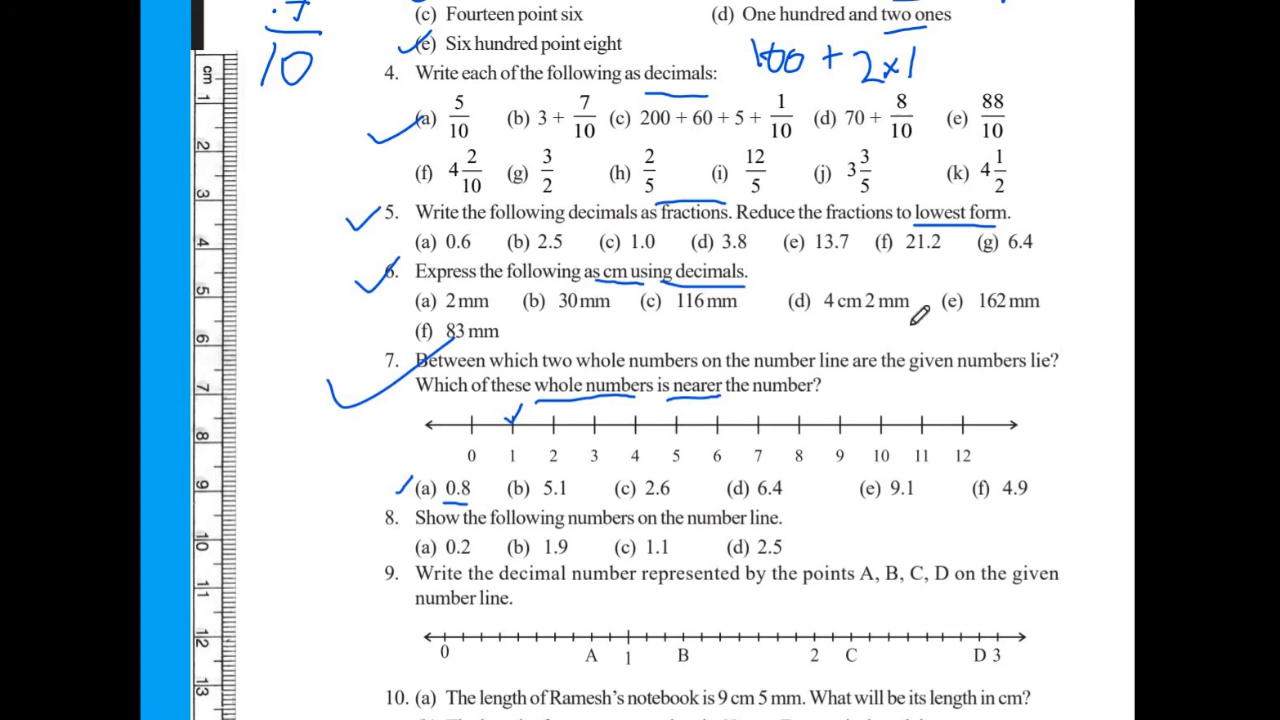 .7
10
(c) Fourteen point six (d) One hundred and two ones
(e) Six hundred point eight
100 + 2×1
4. Write each of the following as decimals:
(a) 5/10 (b) 3 + 7/10 (c) 200 + 60 + 5 + 1/10 (d) 70 + 8/10 (e) 88/10
(f) 4 2/10 (g) 3/2 (h) 2/5 (i) 12/5 (j) 3 3/5 (k) 4 1/2
5. Write the following decimals as fractions. Reduce the fractions to lowest form.
(a) 0.6 (b) 2.5 (c) 1.0 (d) 3.8 (e) 13.7 (f) 21.2 (g) 6.4
6. Express the following as cm using decimals.
(a) 2 mm (b) 30 mm (c) 116 mm (d) 4 cm 2 mm (e) 162 mm
(f) 83 mm
7. Between which two whole numbers on the number line are the given numbers lie?
Which of these whole numbers is nearer the number?
0 1 2 3 4 5 6 7 8 9 10 11 12
(a) 0.8 (b) 5.1 (c) 2.6 (d) 6.4 (e) 9.1 (f) 4.9
8. Show the following numbers on the number line.
(a) 0.2 (b) 1.9 (c) 1.1 (d) 2.5
9. Write the decimal number represented by the points A, B, C, D on the given
number line.
0 A 1 B 2 C D 3
10. (a) The length of Ramesh's notebook is 9 cm 5 mm. What will be its length in cm?
cm
1
2
3
4
5
6
7
8
9
10
11
12
13